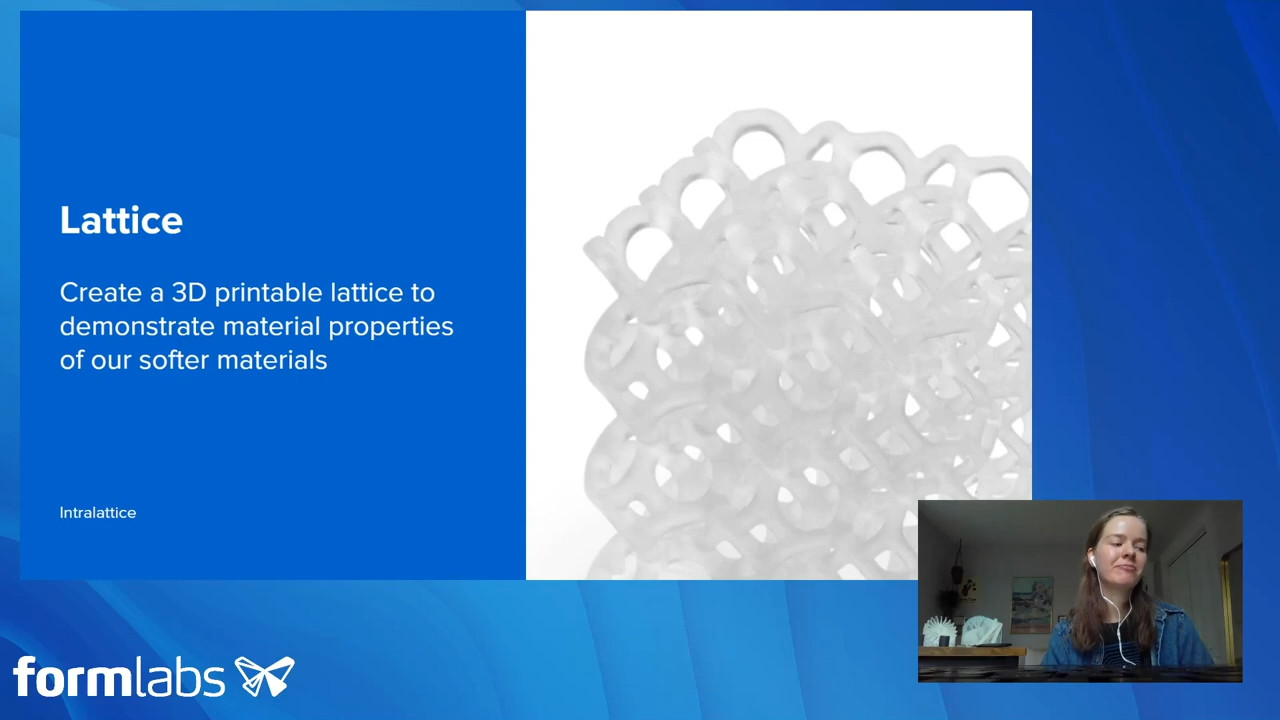 Lattice
Create a 3D printable lattice to
demonstrate material properties
of our softer materials
Intralattice
formlabs